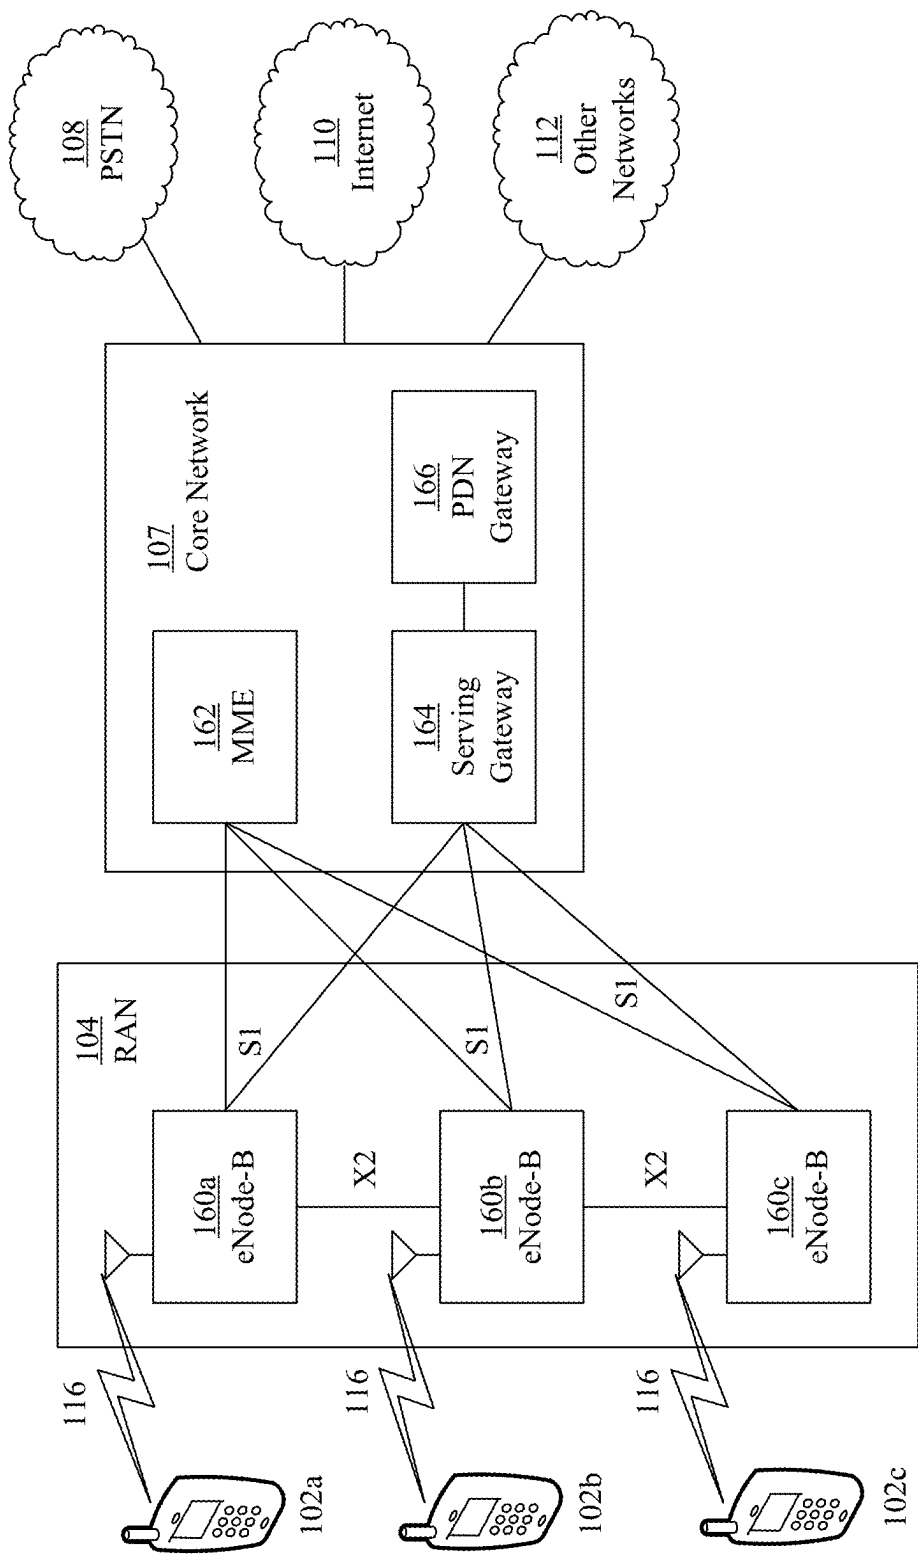 116
102a
116
102b
116
102c
104
RAN
160a
eNode-B
X2
160b
eNode-B
X2
160c
eNode-B
S1
S1
S1
107
Core Network
162
MME
164
Serving
Gateway
166
PDN
Gateway
108
PSTN
110
Internet
112
Other
Networks